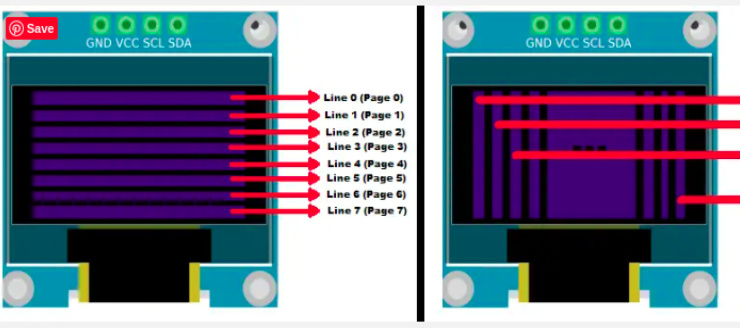 Save
GND VCC SCL SDA
GND VCC SCL SDA
Line 0 (Page 0)
Line 1 (Page 1)
Line 2 (Page 2)
Line 3 (Page 3)
Line 4 (Page 4)
Line 5 (Page 5)
Line 6 (Page 6)
Line 7 (Page 7)